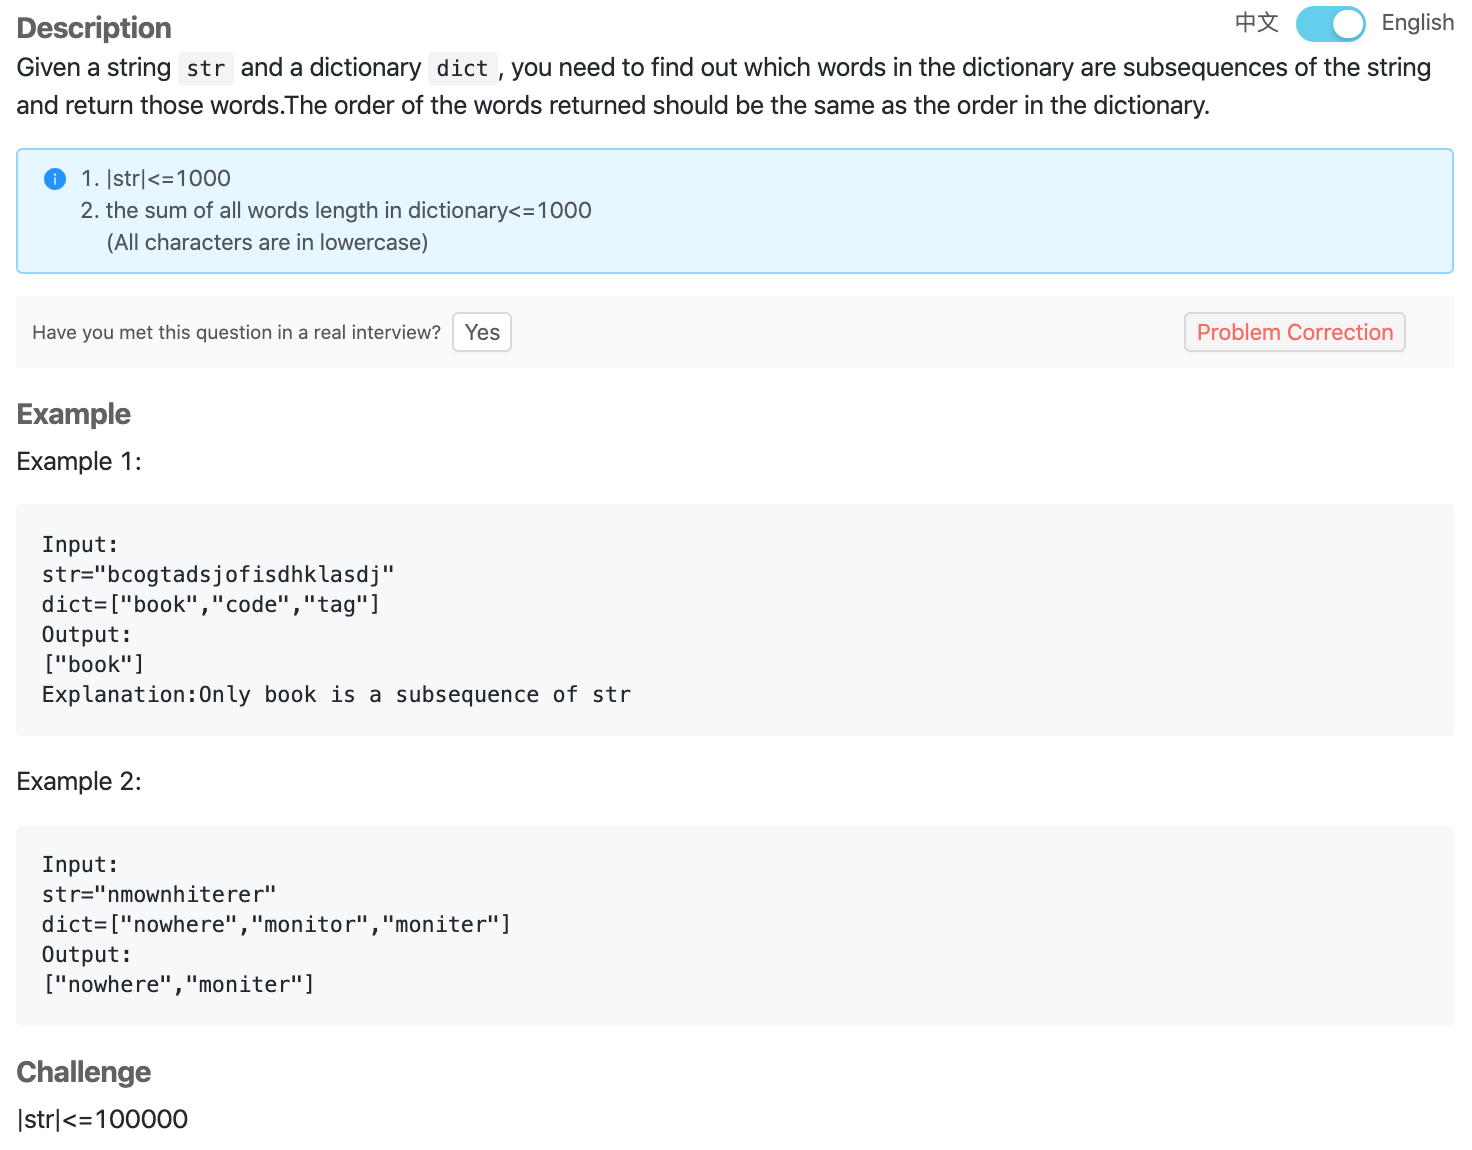 Description
中文 English
Given a string str and a dictionary dict , you need to find out which words in the dictionary are subsequences of the string
and return those words.The order of the words returned should be the same as the order in the dictionary.
1. |str|<=1000
2. the sum of all words length in dictionary<=1000
(All characters are in lowercase)
Have you met this question in a real interview? Yes Problem Correction
Example
Example 1:
Input:
str="bcogtadsjofisdhklasdj"
dict=["book","code","tag"]
Output:
["book"]
Explanation:Only book is a subsequence of str
Example 2:
Input:
str="nmownhiterer"
dict=["nowhere","monitor","moniter"]
Output:
["nowhere","moniter"]
Challenge
|str|<=100000